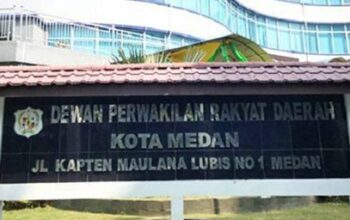 DEWAN PERWAKILAN RAKYAT DAERAH
KOTA MEDAN
JL KAPTEN MAULANA LUBIS NO 1 MEDAN